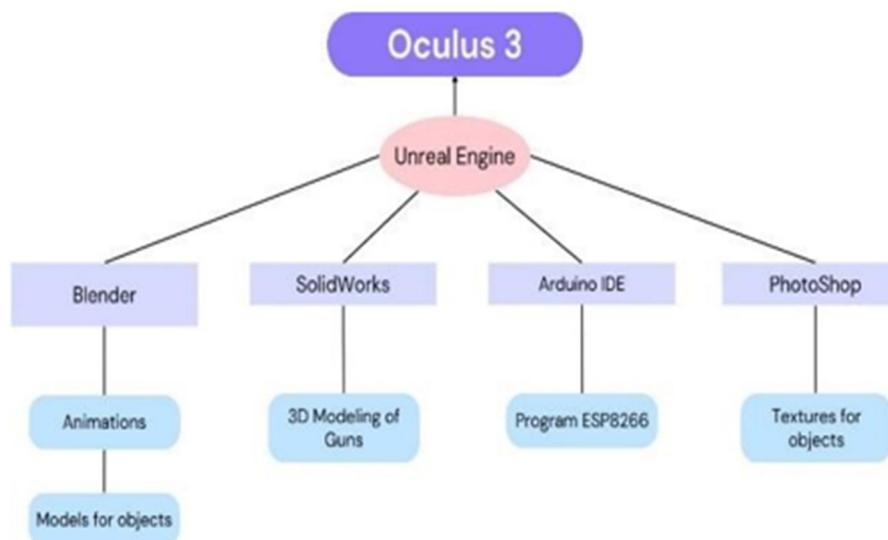 Oculus 3
Unreal Engine
Blender
SolidWorks
Arduino IDE
PhotoShop
Animations
3D Modeling of
Guns
Program ESP8266
Textures for
objects
Models for objects